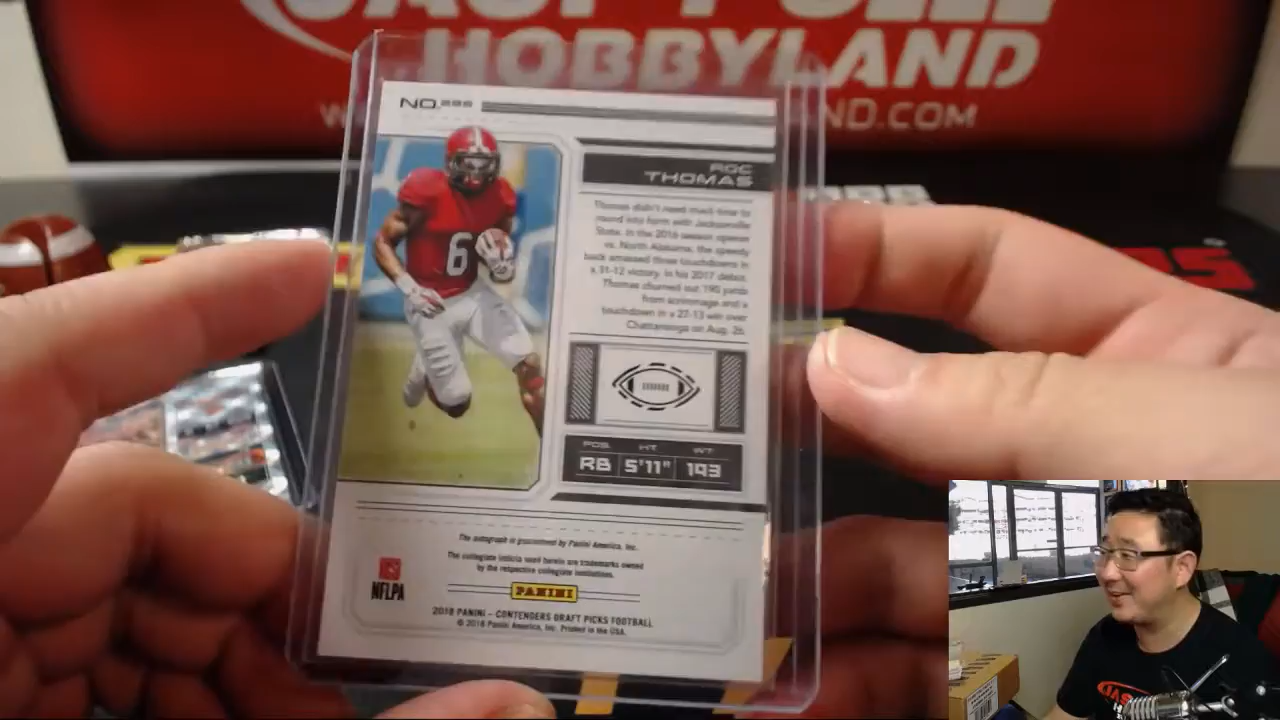 HOBBYLAND
ND.COM
NO.
ROC
THOMAS
Thomas didn't need much time to
round into form with Jacksonville
State. In the 2016 season opener
vs. North Alabama, the speedy
back amassed three touchdowns in
a 31-12 victory. In his 2017 debut,
Thomas churned out 190 yards
from scrimmage and a
touchdown in a 27-13 win over
Chattanooga on Aug. 26.
6
POS. HT. WT.
RB 5'11" 193
The autograph is guaranteed by Panini America, Inc.
The collegiate indicia used herein are trademarks owned
by the respective collegiate institutions.
NFLPA
PANINI
2018 PANINI – CONTENDERS DRAFT PICKS FOOTBALL
© 2018 Panini America, Inc. Printed in the USA.